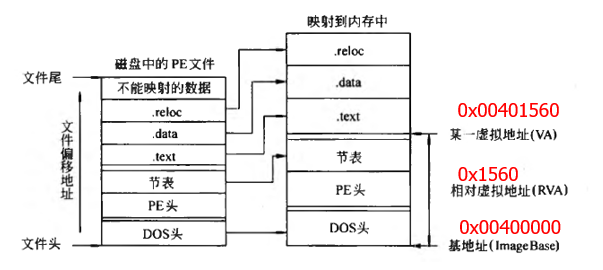 映射到内存中
磁盘中的 PE 文件
文件尾
不能映射的数据
.reloc
.data
.text
节表
PE头
DOS头
文件头
文件偏移地址
.reloc
.data
.text
节表
PE头
DOS头
0x00401560
某一虚拟地址(VA)
0x1560
相对虚拟地址(RVA)
0x00400000
基地址(ImageBase)